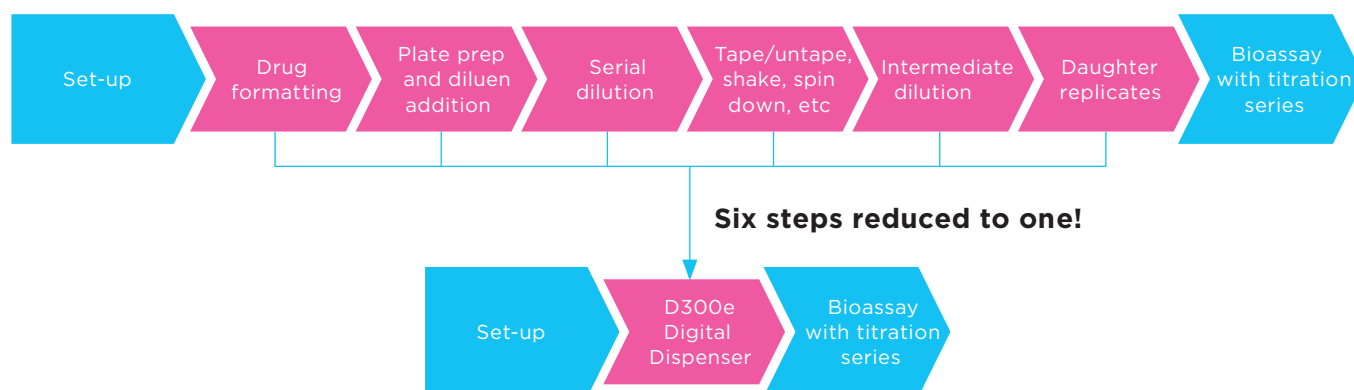 Set-up
Drug
formatting
Plate prep
and diluen
addition
Serial
dilution
Tape/untape,
shake, spin
down, etc
Intermediate
dilution
Daughter
replicates
Bioassay
with titration
series
Six steps reduced to one!
Set-up
D300e
Digital
Dispenser
Bioassay
with titration
series